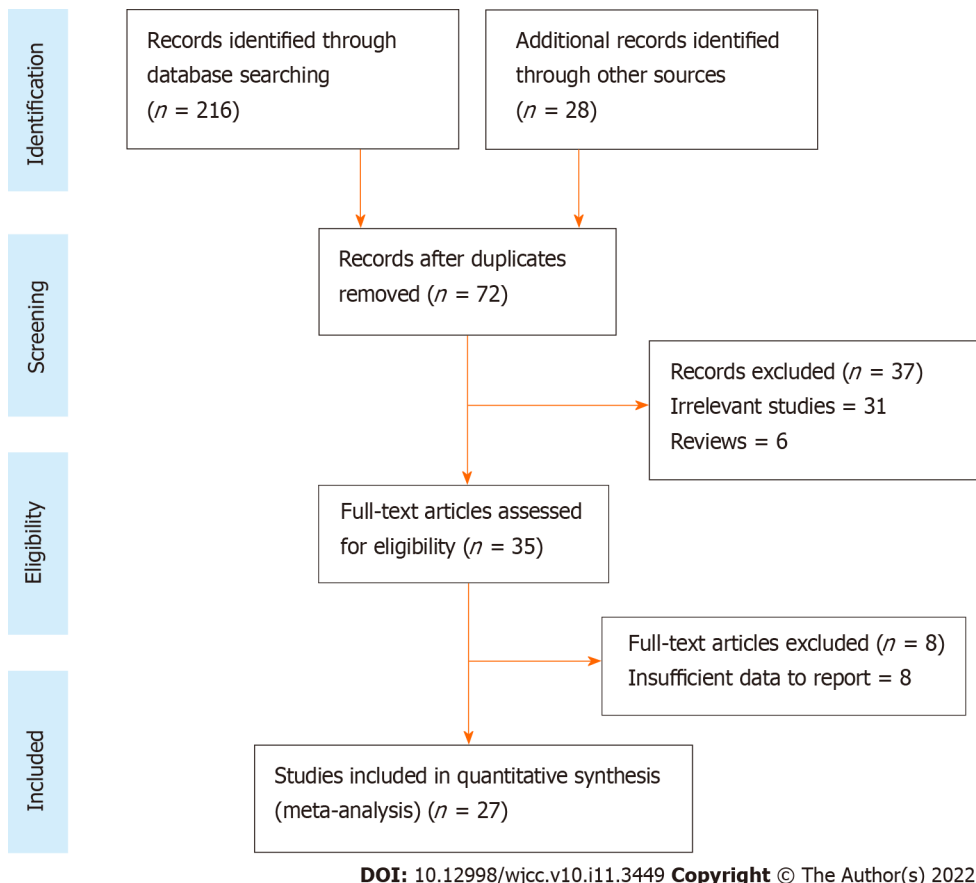 Identification
Records identified through
database searching
(n = 216)
Additional records identified
through other sources
(n = 28)
Screening
Records after duplicates
removed (n = 72)
Records excluded (n = 37)
Irrelevant studies = 31
Reviews = 6
Eligibility
Full-text articles assessed
for eligibility (n = 35)
Full-text articles excluded (n = 8)
Insufficient data to report = 8
Included
Studies included in quantitative synthesis
(meta-analysis) (n = 27)
DOI: 10.12998/wjcc.v10.i11.3449 Copyright © The Author(s) 2022